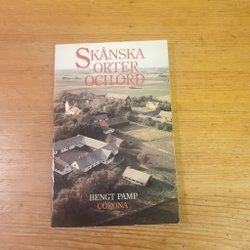 SKÅNSKA
ORTER
OCH ORD
BENGT PAMP
CORONA